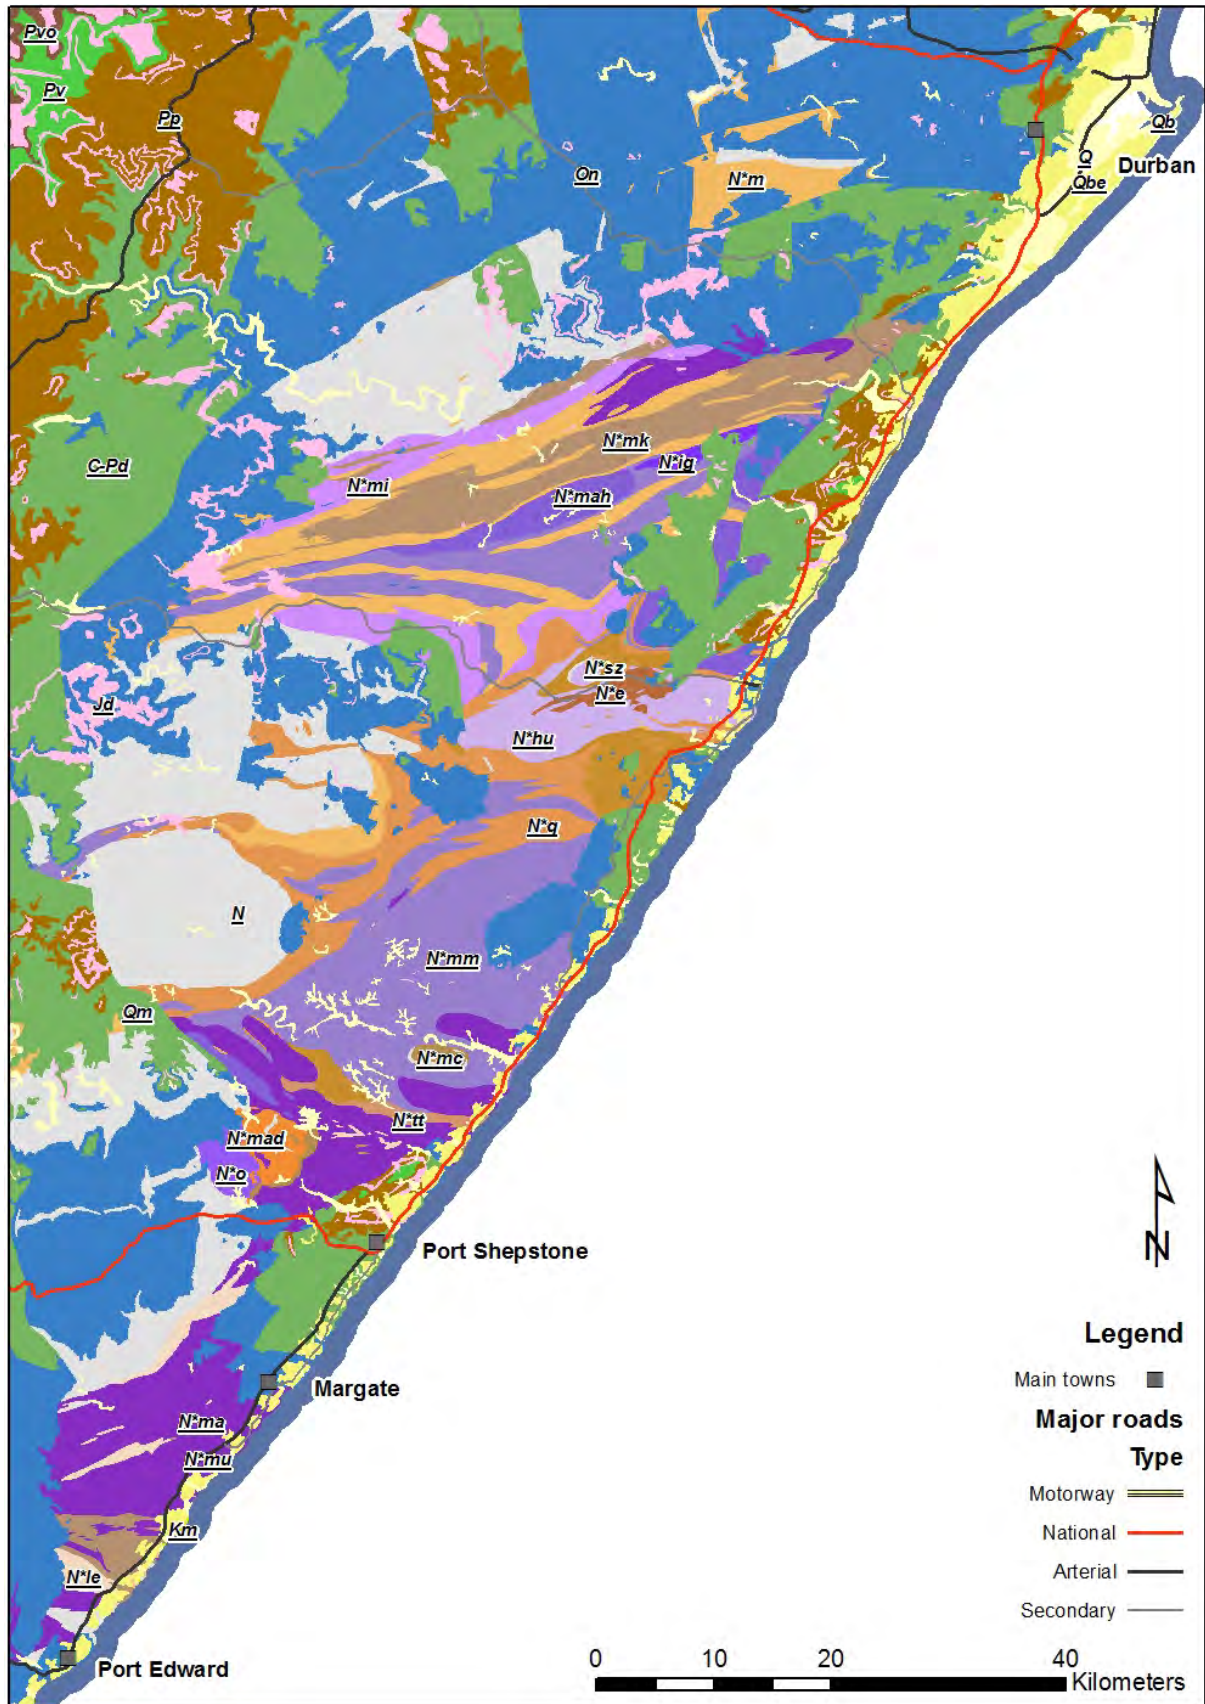 Pvo
Pv
Pp
On
N*m
Qb
Q
Qbe
Durban
C-Pd
N*mk
N*ig
N*mi
N*mah
N*sz
N*e
Jd
N*hu
N*q
N
N*mm
Qm
N*mc
N*tt
N*mad
N*o
N
Port Shepstone
Legend
Main towns
Margate
Major roads
N*ma
Type
N*mu
Motorway
Km
National
Arterial
N*le
Secondary
Port Edward
0 10 20 40
Kilometers